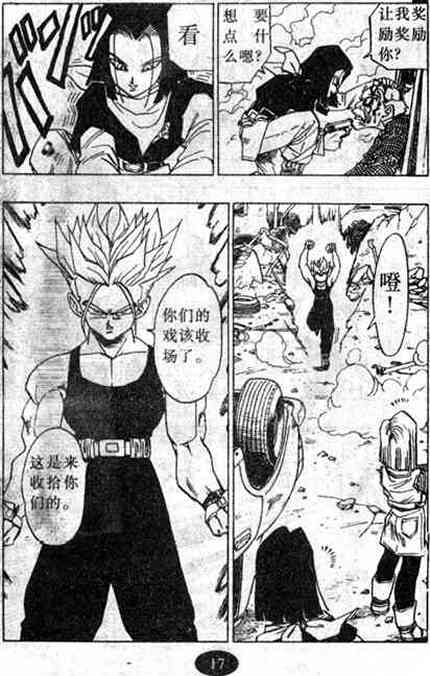 让我奖
励奖励
你?
想要
点什
么嗯?
看
噔!
你们的
戏该收
场了。
这是来
收拾你
们的。
17